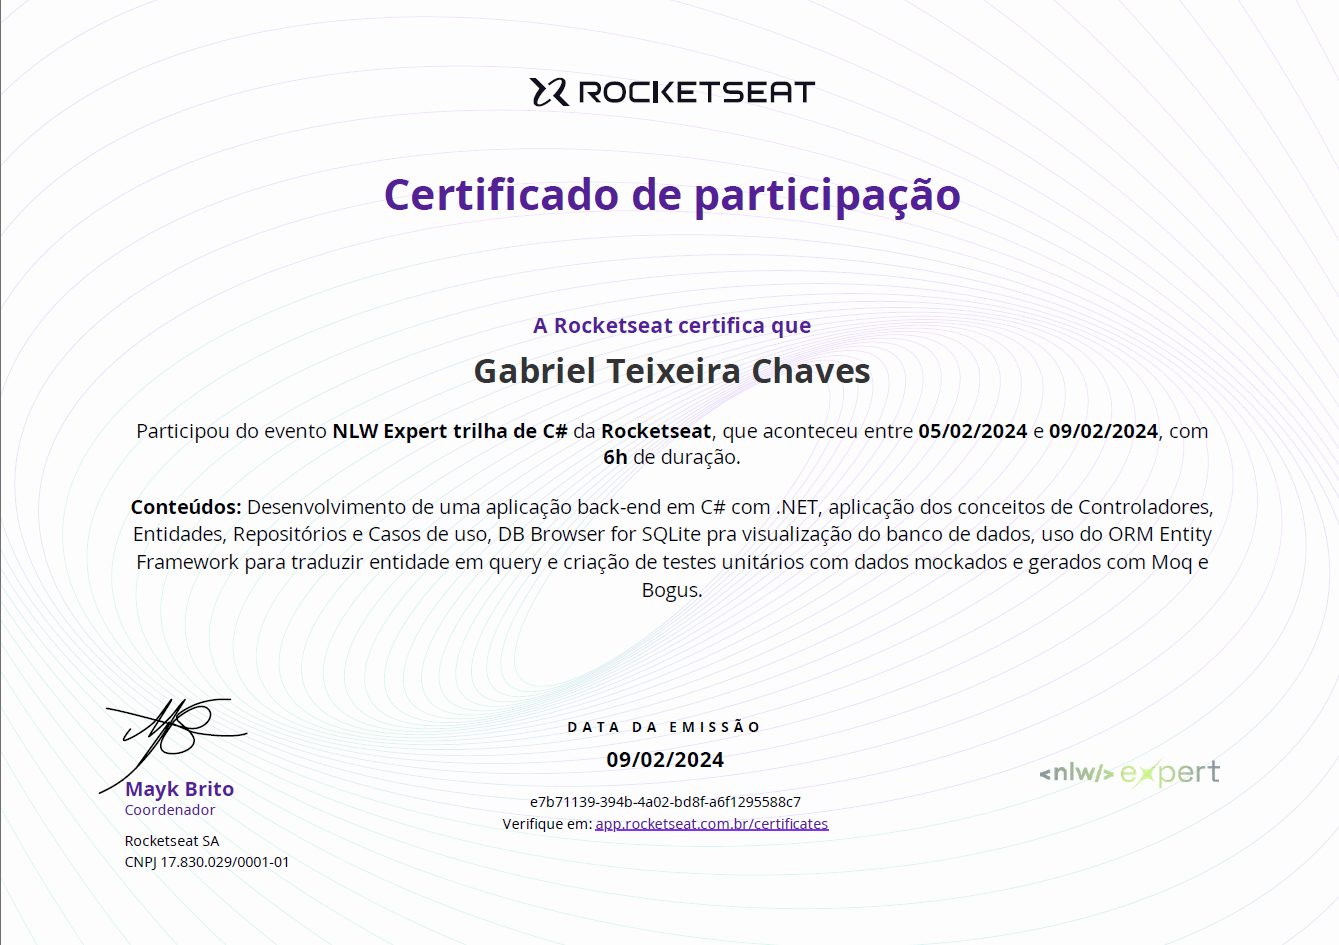 ROCKETSEAT
Certificado de participação
A Rocketseat certifica que
Gabriel Teixeira Chaves
Participou do evento NLW Expert trilha de C# da Rocketseat, que aconteceu entre 05/02/2024 e 09/02/2024, com
6h de duração.
Conteúdos: Desenvolvimento de uma aplicação back-end em C# com .NET, aplicação dos conceitos de Controladores,
Entidades, Repositórios e Casos de uso, DB Browser for SQLite pra visualização do banco de dados, uso do ORM Entity
Framework para traduzir entidade em query e criação de testes unitários com dados mockados e gerados com Moq e
Bogus.
Mayk Brito
Coordenador
Rocketseat SA
CNPJ 17.830.029/0001-01
DATA DA EMISSÃO
09/02/2024
e7b71139-394b-4a02-bd8f-a6f1295588c7
Verifique em: app.rocketseat.com.br/certificates
<nlw/> expert